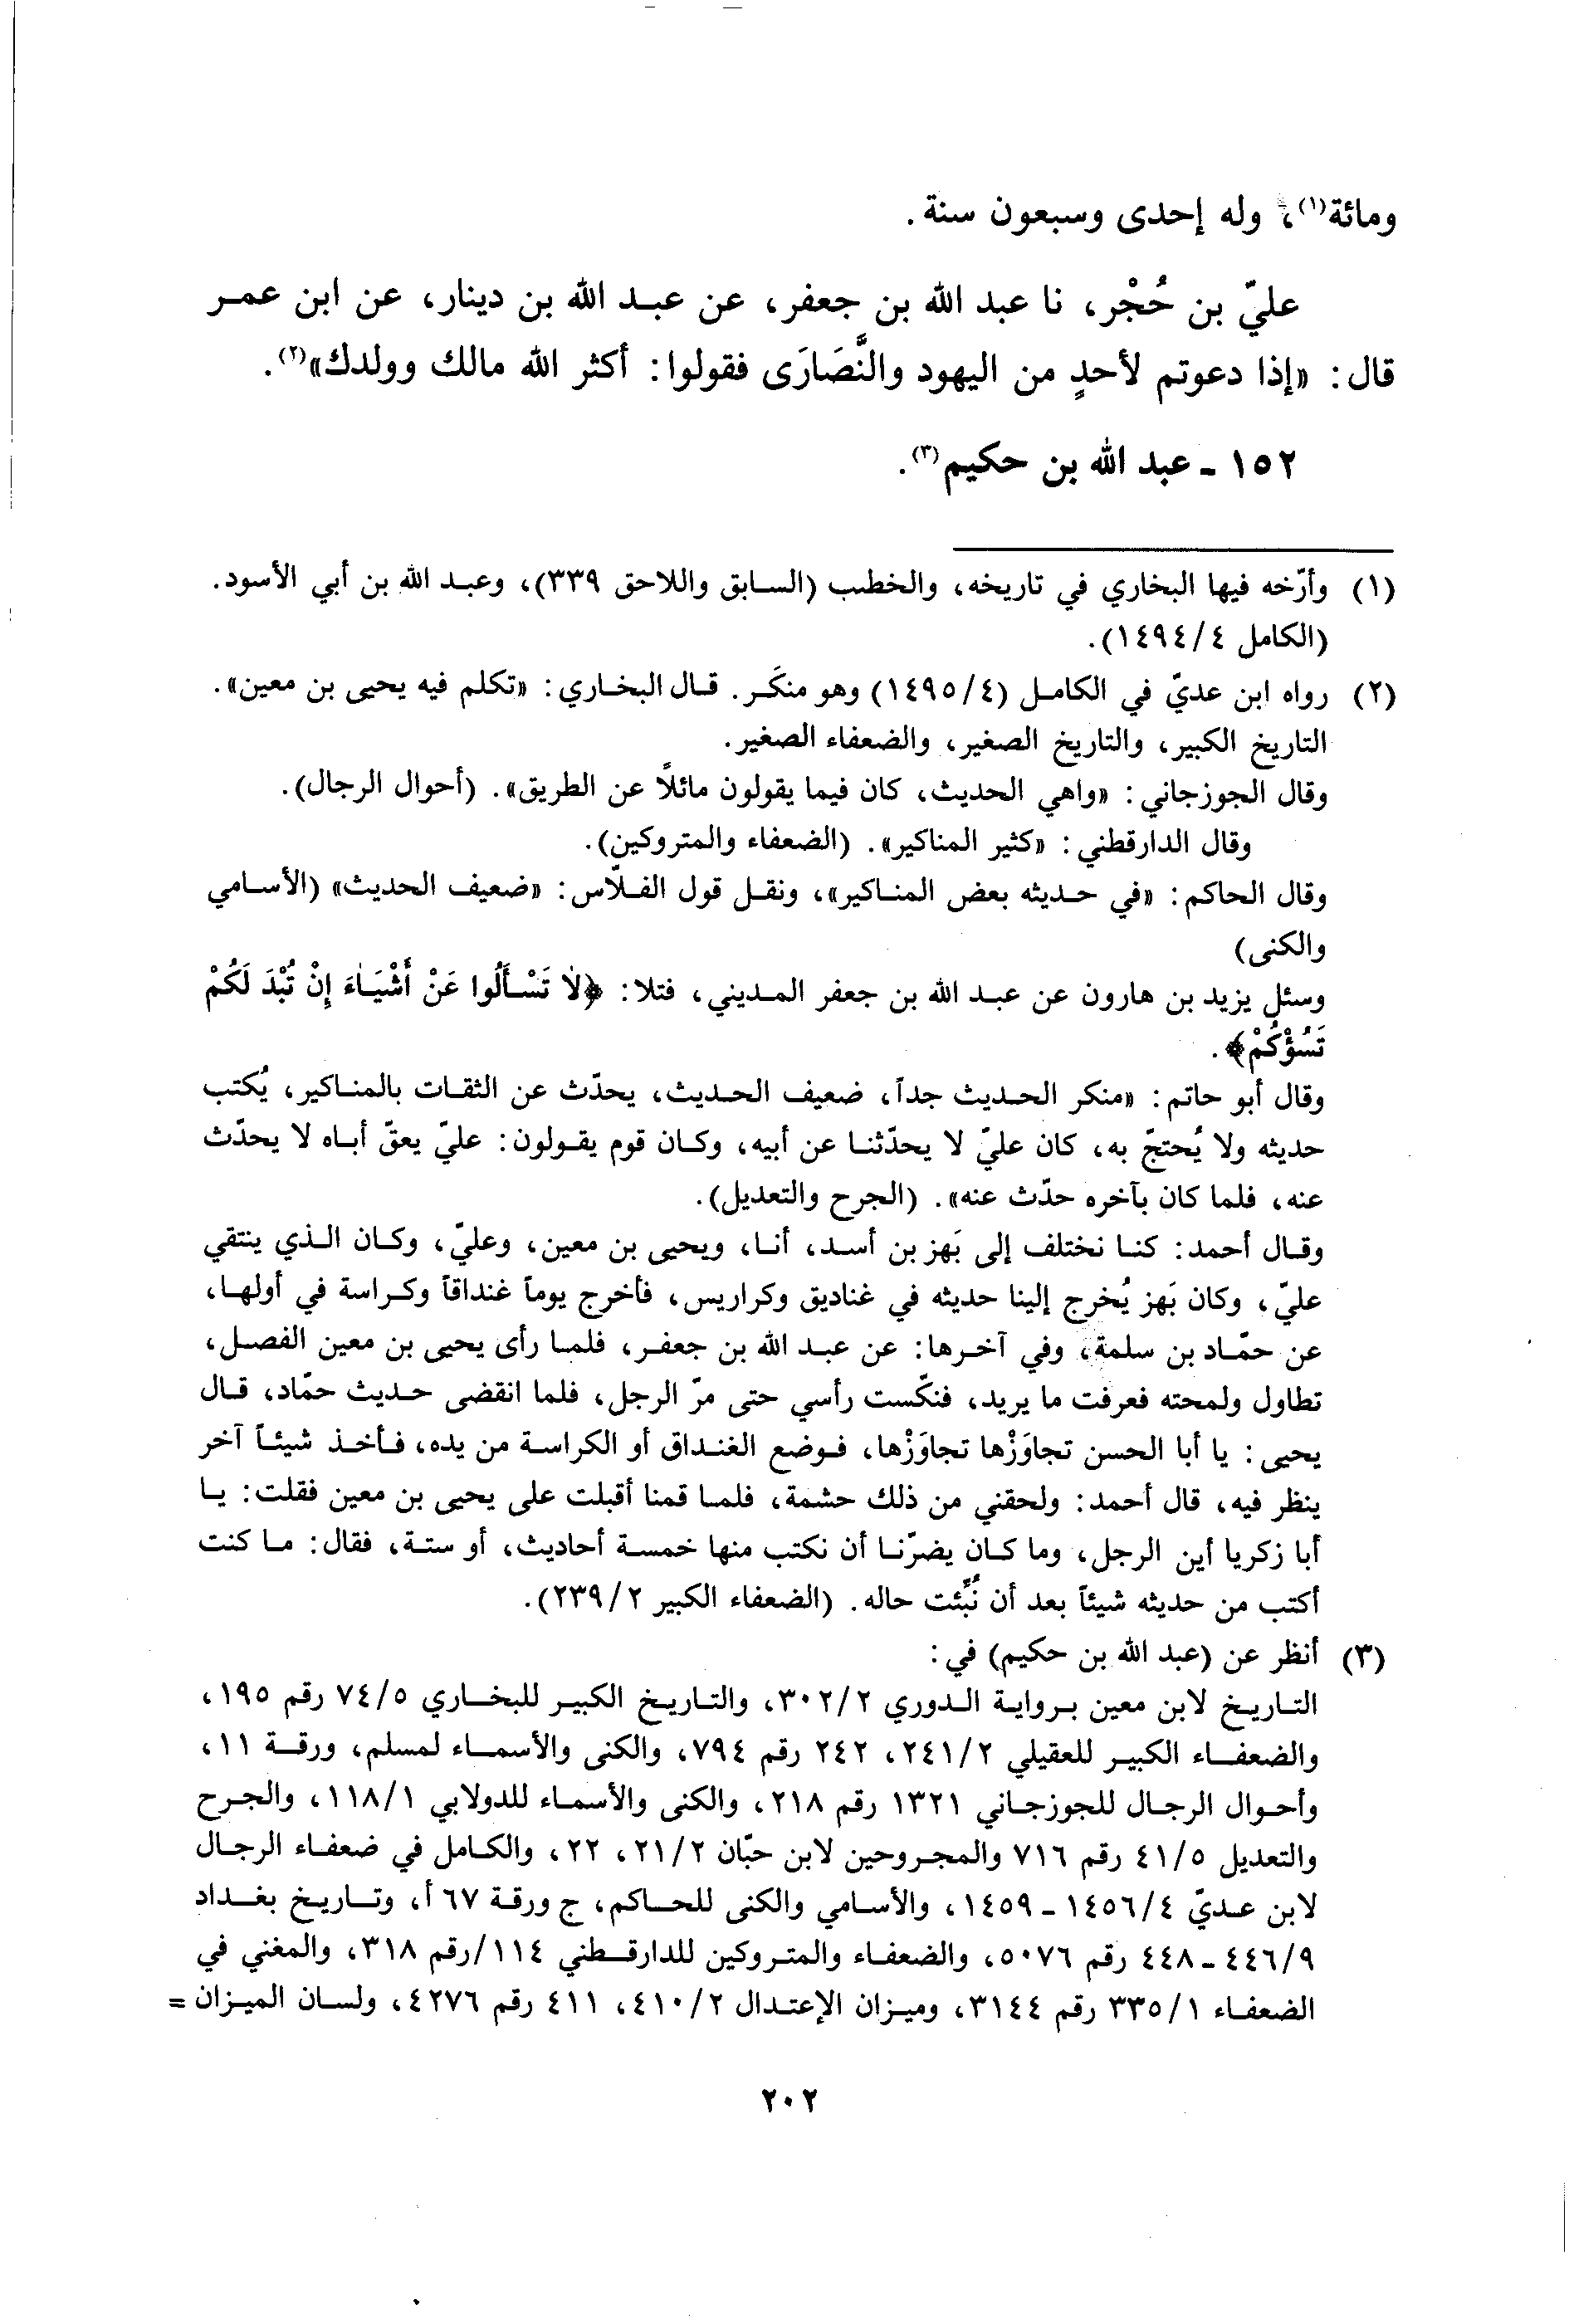 ومائة(١)، وله إحدى وسبعون سنة.
عليّ بن حُجْر، نا عبد الله بن جعفر، عن عبد الله بن دينار، عن ابن عمر
قال: «إذا دعوتم لأحدٍ من اليهود والنَّصَارَى فقولوا: أكثر الله مالك وولدك»(٢).
١٥٢ - عبد الله بن حكيم(٣).
(١) وأرّخه فيها البخاري في تاريخه، والخطيب (السابق واللاحق ٣٣٩)، وعبد الله بن أبي الأسود.
(الكامل ٤/١٤٩٤).
(٢) رواه ابن عديّ في الكامل (٤/١٤٩٥) وهو منكَر. قال البخاري: «تكلم فيه يحيى بن معين».
التاريخ الكبير، والتاريخ الصغير، والضعفاء الصغير.
وقال الجوزجاني: «واهي الحديث، كان فيما يقولون مائلاً عن الطريق». (أحوال الرجال).
وقال الدارقطني: «كثير المناكير». (الضعفاء والمتروكين).
وقال الحاكم: «في حديثه بعض المناكير»، ونقل قول الفلّاس: «ضعيف الحديث» (الأسامي
والكنى)
وسئل يزيد بن هارون عن عبد الله بن جعفر المديني، فتلا: ﴿لَا تَسْأَلُوا عَنْ أَشْيَاءَ إِنْ تُبْدَ لَكُمْ
تَسُؤْكُمْ﴾.
وقال أبو حاتم: «منكر الحديث جداً، ضعيف الحديث، يحدّث عن الثقات بالمناكير، يُكتب
حديثه ولا يُحتجّ به، كان عليّ لا يحدّثنا عن أبيه، وكان قوم يقولون: عليّ يعقّ أباه لا يحدّث
عنه، فلما كان بآخره حدّث عنه». (الجرح والتعديل).
وقال أحمد: كنا نختلف إلى بَهز بن أسد، أنا، ويحيى بن معين، وعليّ، وكان الذي ينتقي
عليّ، وكان بَهز يُخرج إلينا حديثه في غناديق وكراريس، فأخرج يوماً غنداقاً وكراسة في أولها،
عن حمّاد بن سلمة، وفي آخرها: عن عبد الله بن جعفر، فلما رأى يحيى بن معين الفصل،
تطاول ولمحته فعرفت ما يريد، فنكّست رأسي حتى مرّ الرجل، فلما انقضى حديث حمّاد، قال
يحيى: يا أبا الحسن تجاوَزْها تجاوَزْها، فوضع الغنداق أو الكراسة من يده، فأخذ شيئاً آخر
ينظر فيه، قال أحمد: ولحقني من ذلك حشمة، فلما قمنا أقبلت على يحيى بن معين فقلت: يا
أبا زكريا أين الرجل، وما كان يضرّنا أن نكتب منها خمسة أحاديث، أو ستة، فقال: ما كنت
أكتب من حديثه شيئاً بعد أن نُبِّئت حاله. (الضعفاء الكبير ٢/٢٣٩).
(٣) أنظر عن (عبد الله بن حكيم) في:
التاريخ لابن معين برواية الدوري ٢/٣٠٢، والتاريخ الكبير للبخاري ٥/٧٤ رقم ١٩٥،
والضعفاء الكبير للعقيلي ٢/٢٤١، ٢٤٢ رقم ٧٩٤، والكنى والأسماء لمسلم، ورقة ١١،
وأحوال الرجال للجوزجاني ١٣٢١ رقم ٢١٨، والكنى والأسماء للدولابي ١/١١٨، والجرح
والتعديل ٥/٤١ رقم ٧١٦ والمجروحين لابن حبّان ٢/٢١، ٢٢، والكامل في ضعفاء الرجال
لابن عديّ ٤/١٤٥٦ - ١٤٥٩، والأسامي والكنى للحاكم، ج ورقة ٦٧ أ، وتاريخ بغداد
٩/٤٤٦ - ٤٤٨ رقم ٥٠٧٦، والضعفاء والمتروكين للدارقطني ١١٤/رقم ٣١٨، والمغني في
الضعفاء ١/٣٣٥ رقم ٣١٤٤، وميزان الإعتدال ٢/٤١٠، ٤١١ رقم ٤٢٧٦، ولسان الميزان =
٢٠٢